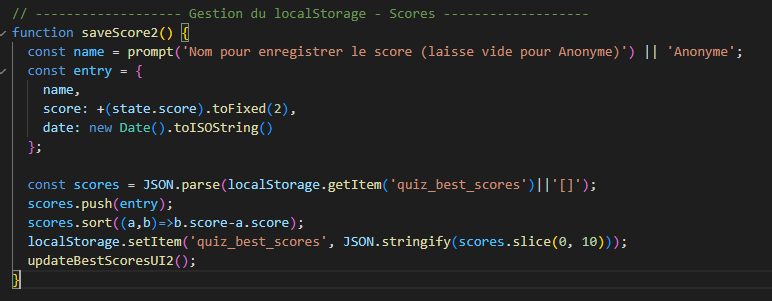 // ------------------- Gestion du localStorage - Scores -------------------
function saveScore2() {
  const name = prompt('Nom pour enregistrer le score (laisse vide pour Anonyme)') || 'Anonyme';
  const entry = {
    name,
    score: +(state.score).toFixed(2),
    date: new Date().toISOString()
  };

  const scores = JSON.parse(localStorage.getItem('quiz_best_scores')||'[]');
  scores.push(entry);
  scores.sort((a,b)=>b.score-a.score);
  localStorage.setItem('quiz_best_scores', JSON.stringify(scores.slice(0, 10)));
  updateBestScoresUI2();
}